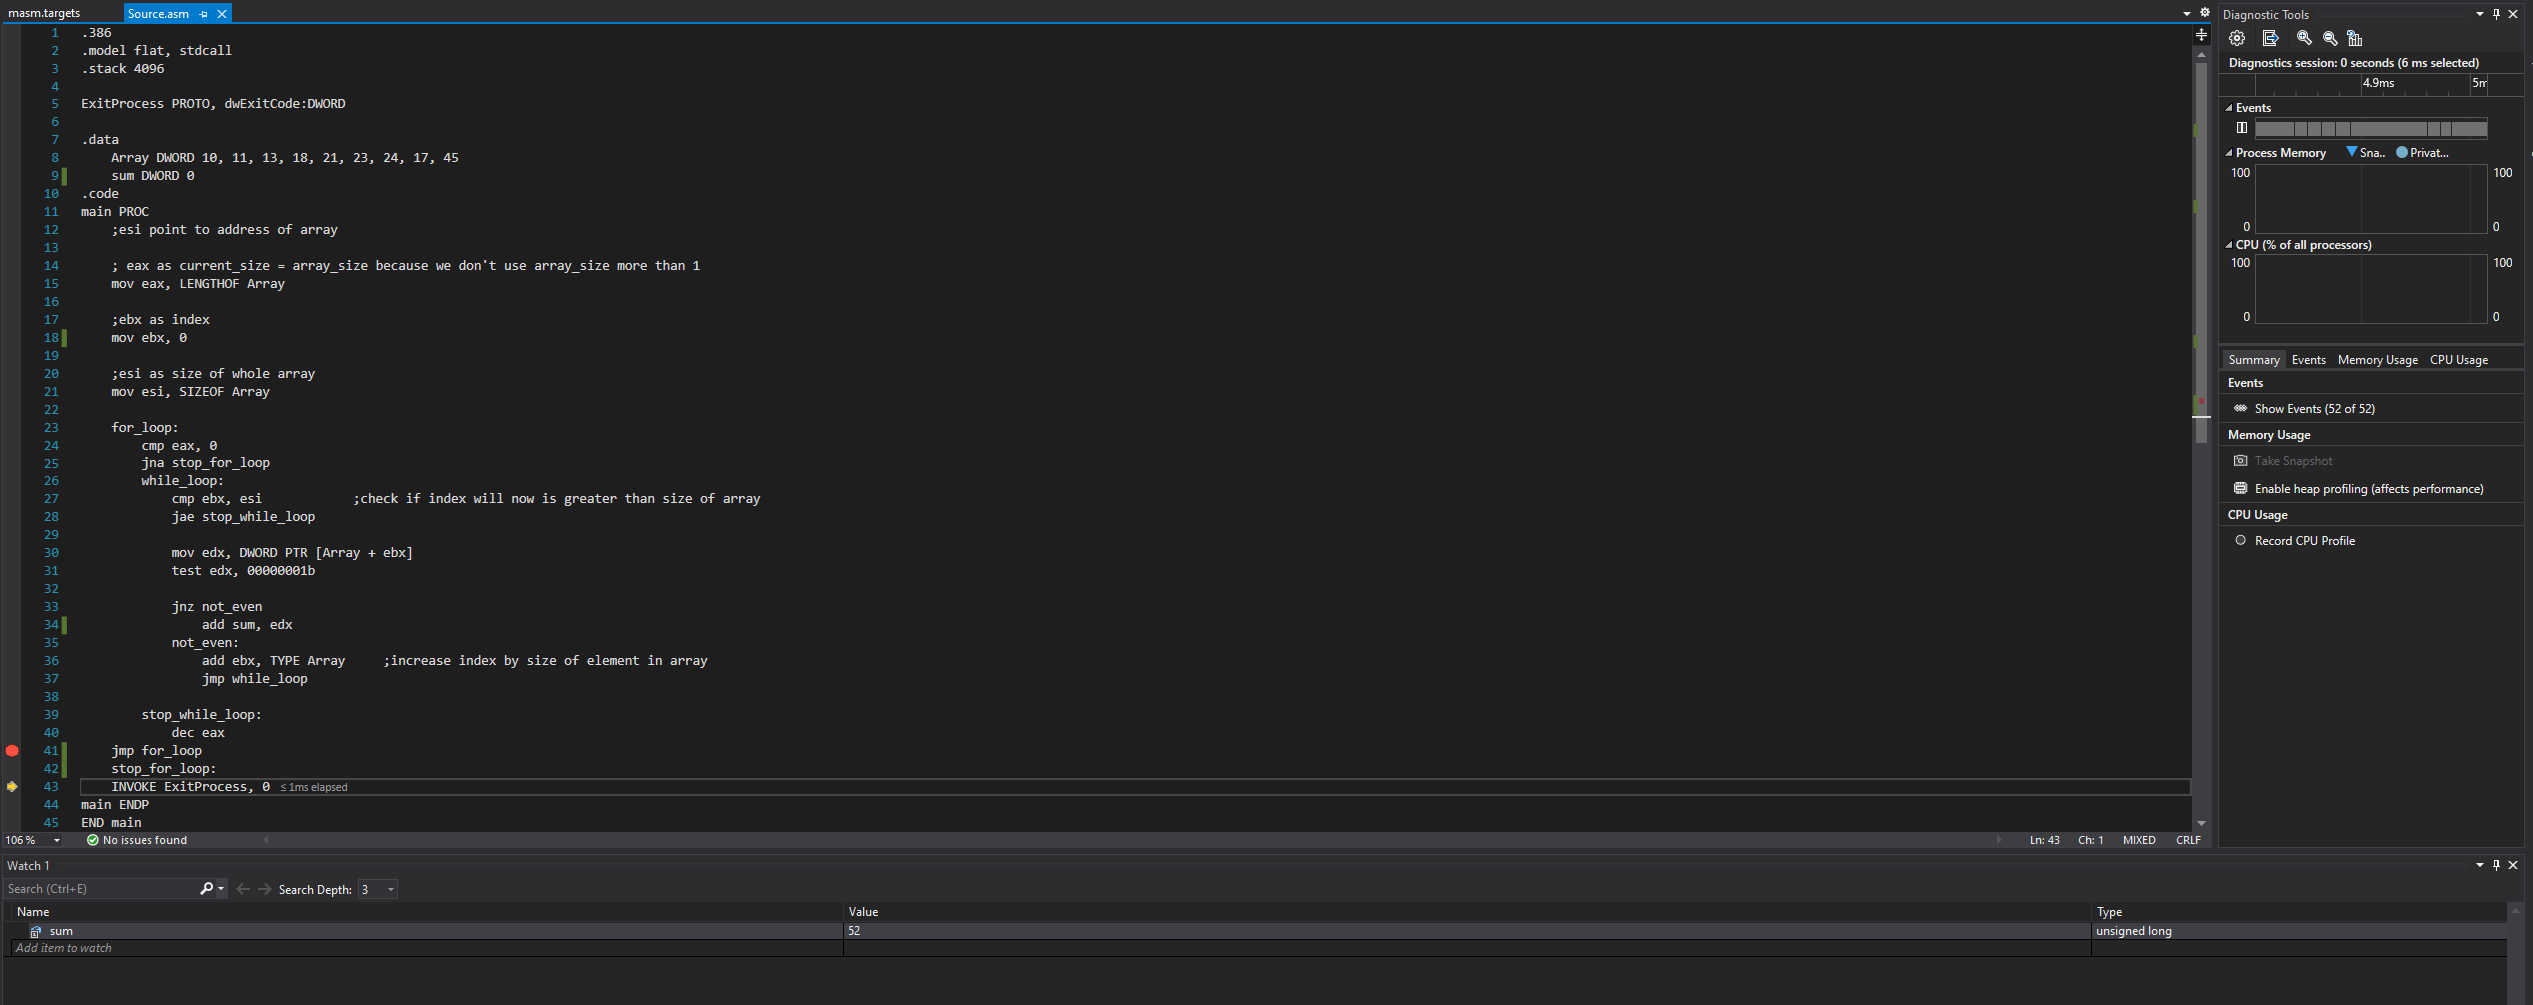 masm.targets
Source.asm
1 .386
2 .model flat, stdcall
3 .stack 4096
4
5 ExitProcess PROTO, dwExitCode:DWORD
6
7 .data
8 Array DWORD 10, 11, 13, 18, 21, 23, 24, 17, 45
9 sum DWORD 0
10 .code
11 main PROC
12 ;esi point to address of array
13
14 ; eax as current_size = array_size because we don't use array_size more than 1
15 mov eax, LENGTHOF Array
16
17 ;ebx as index
18 mov ebx, 0
19
20 ;esi as size of whole array
21 mov esi, SIZEOF Array
22
23 for_loop:
24 cmp eax, 0
25 jna stop_for_loop
26 while_loop:
27 cmp ebx, esi ;check if index will now is greater than size of array
28 jae stop_while_loop
29
30 mov edx, DWORD PTR [Array + ebx]
31 test edx, 00000001b
32
33 jnz not_even
34 add sum, edx
35 not_even:
36 add ebx, TYPE Array ;increase index by size of element in array
37 jmp while_loop
38
39 stop_while_loop:
40 dec eax
41 jmp for_loop
42 stop_for_loop:
43 INVOKE ExitProcess, 0 ≤ 1ms elapsed
44 main ENDP
45 END main
106 % No issues found Ln: 43 Ch: 1 MIXED CRLF
Diagnostic Tools
Diagnostics session: 0 seconds (6 ms selected)
4.9ms 5m
Events
Process Memory Sna.. Privat...
100 100
0 0
CPU (% of all processors)
100 100
0 0
Summary Events Memory Usage CPU Usage
Events
Show Events (52 of 52)
Memory Usage
Take Snapshot
Enable heap profiling (affects performance)
CPU Usage
Record CPU Profile
Watch 1
Search (Ctrl+E) Search Depth: 3
Name Value Type
sum 52 unsigned long
Add item to watch